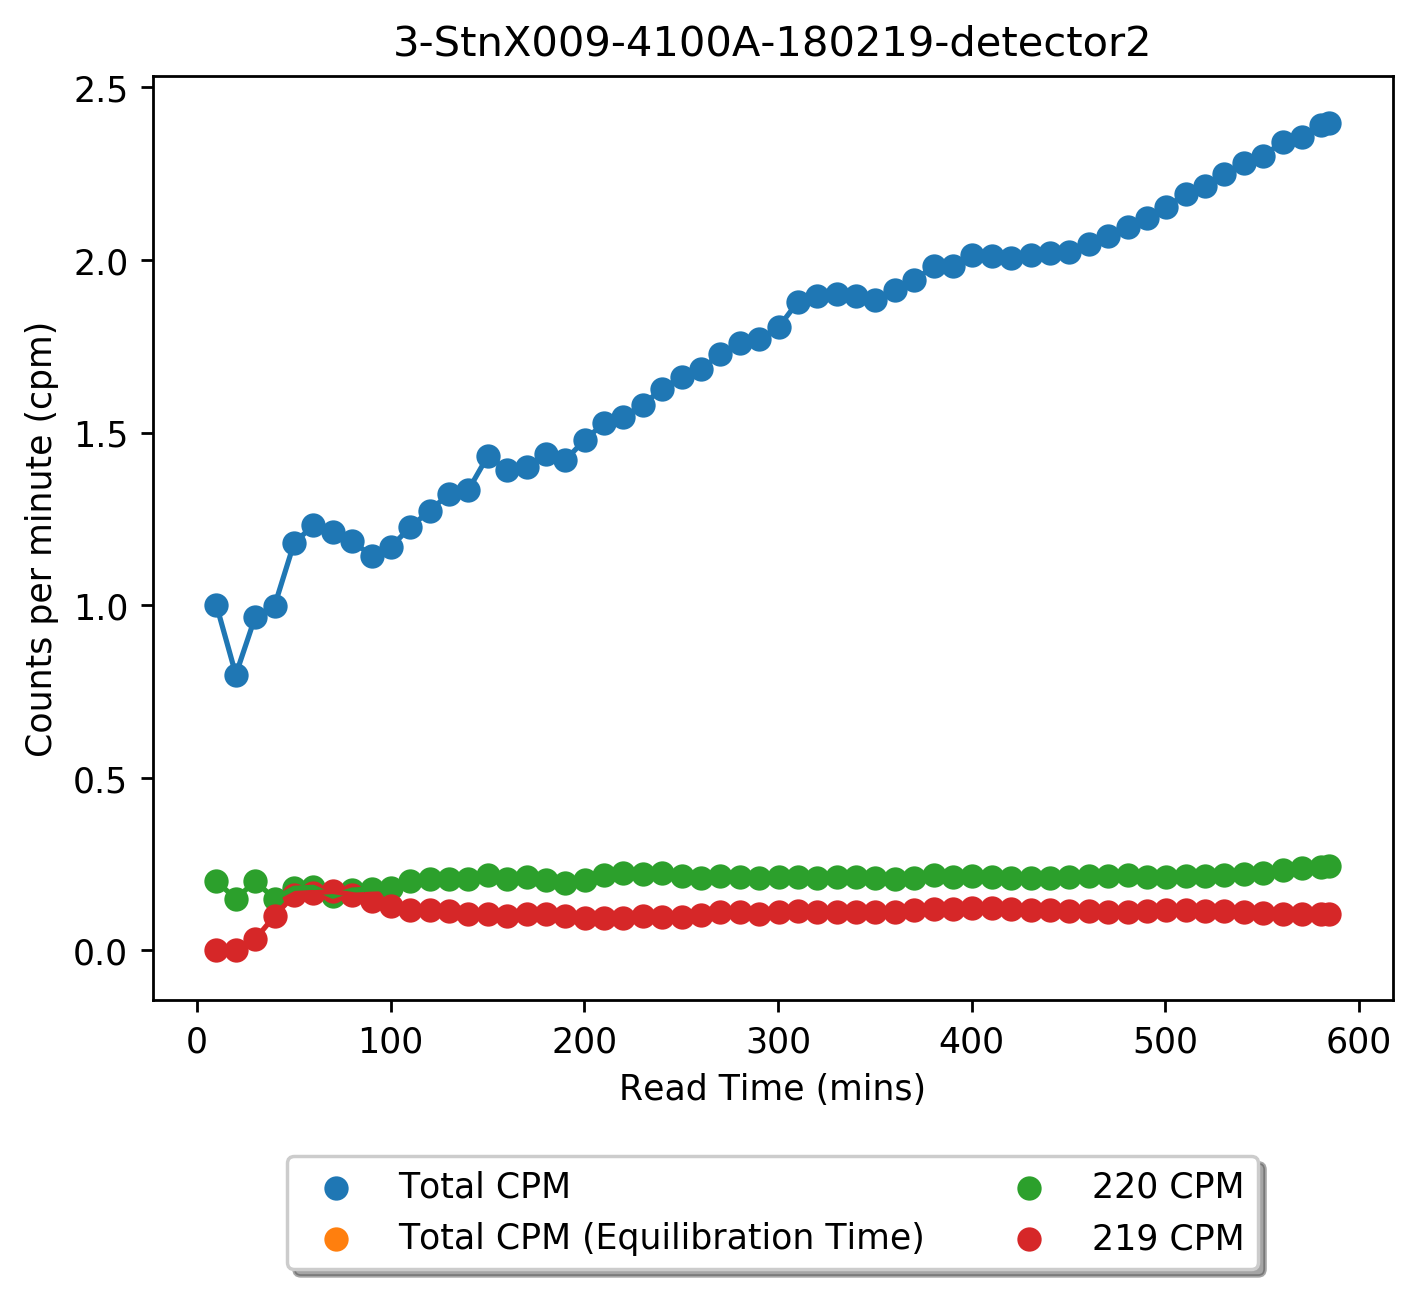 3-StnX009-4100A-180219-detector2
2.5
2.0
1.5
1.0
0.5
0.0
Counts per minute (cpm)
0 100 200 300 400 500 600
Read Time (mins)
Total CPM 220 CPM
Total CPM (Equilibration Time) 219 CPM